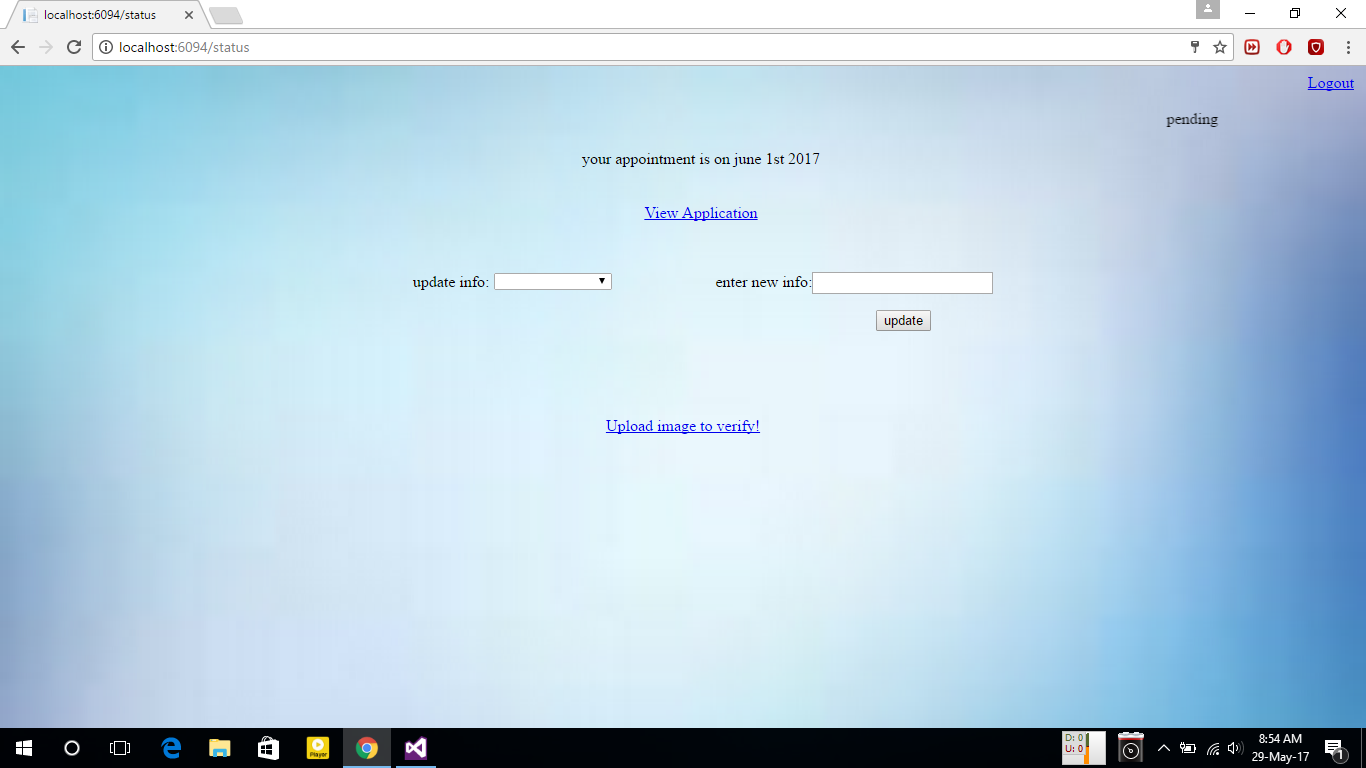 localhost:6094/status
localhost:6094/status
Logout
pending
your appointment is on june 1st 2017
View Application
update info:
enter new info:
update
Upload image to verify!
Player
D: 0
U: 0
8:54 AM
29-May-17
1